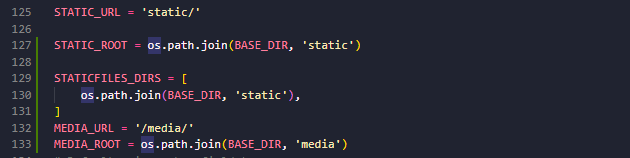 125 STATIC_URL = 'static/'
126
127 STATIC_ROOT = os.path.join(BASE_DIR, 'static')
128
129 STATICFILES_DIRS = [
130 os.path.join(BASE_DIR, 'static'),
131 ]
132 MEDIA_URL = '/media/'
133 MEDIA_ROOT = os.path.join(BASE_DIR, 'media')